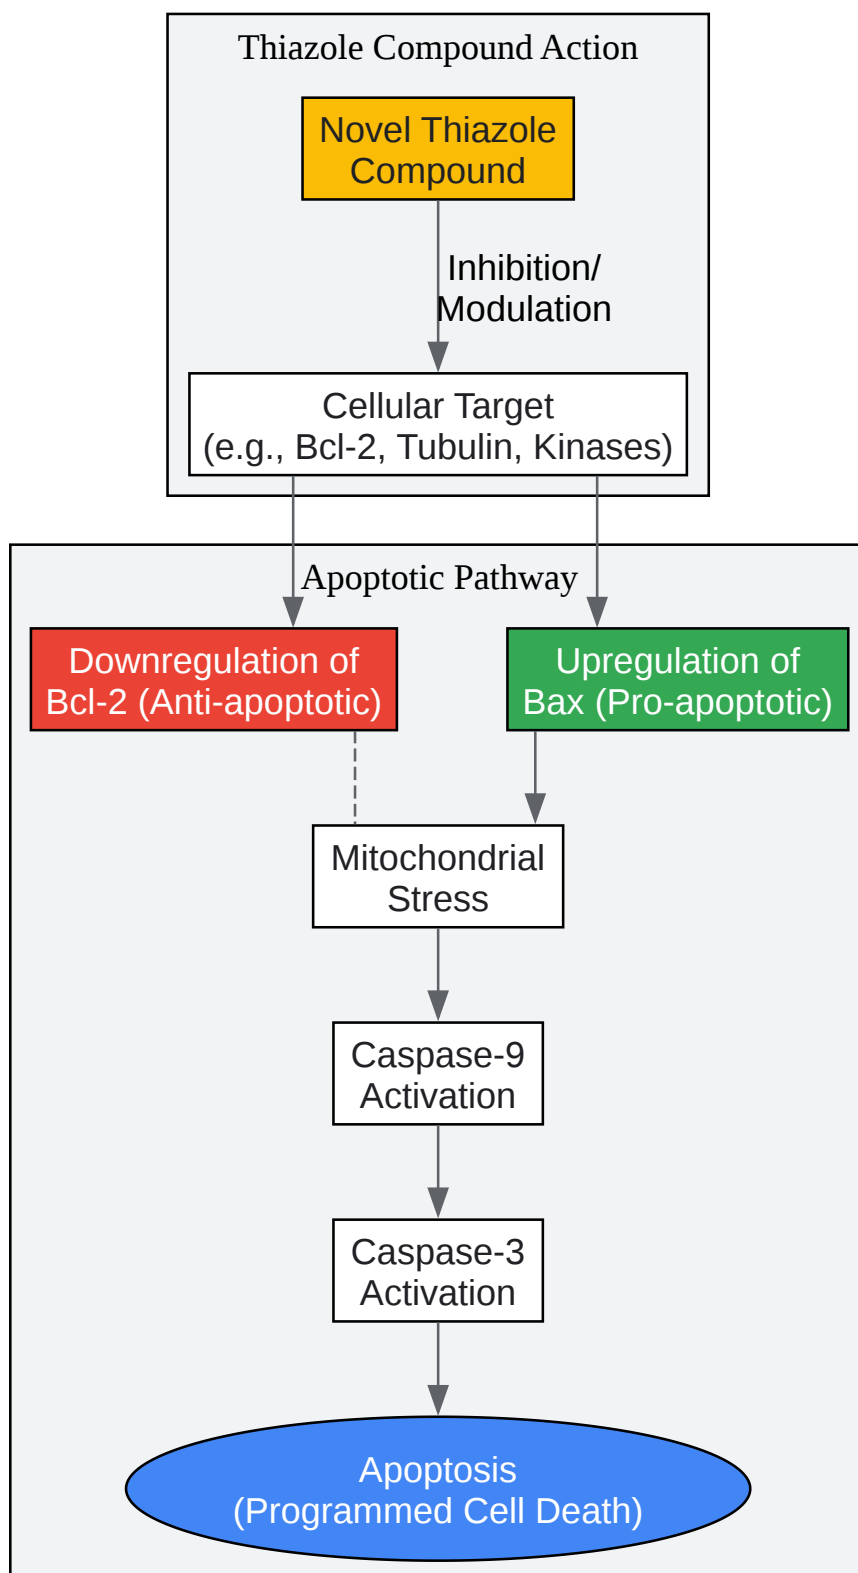 Thiazole Compound Action
Novel Thiazole
Compound
Inhibition/
Modulation
Cellular Target
(e.g., Bcl-2, Tubulin, Kinases)
Apoptotic Pathway
Downregulation of
Bcl-2 (Anti-apoptotic)
Upregulation of
Bax (Pro-apoptotic)
Mitochondrial
Stress
Caspase-9
Activation
Caspase-3
Activation
Apoptosis
(Programmed Cell Death)